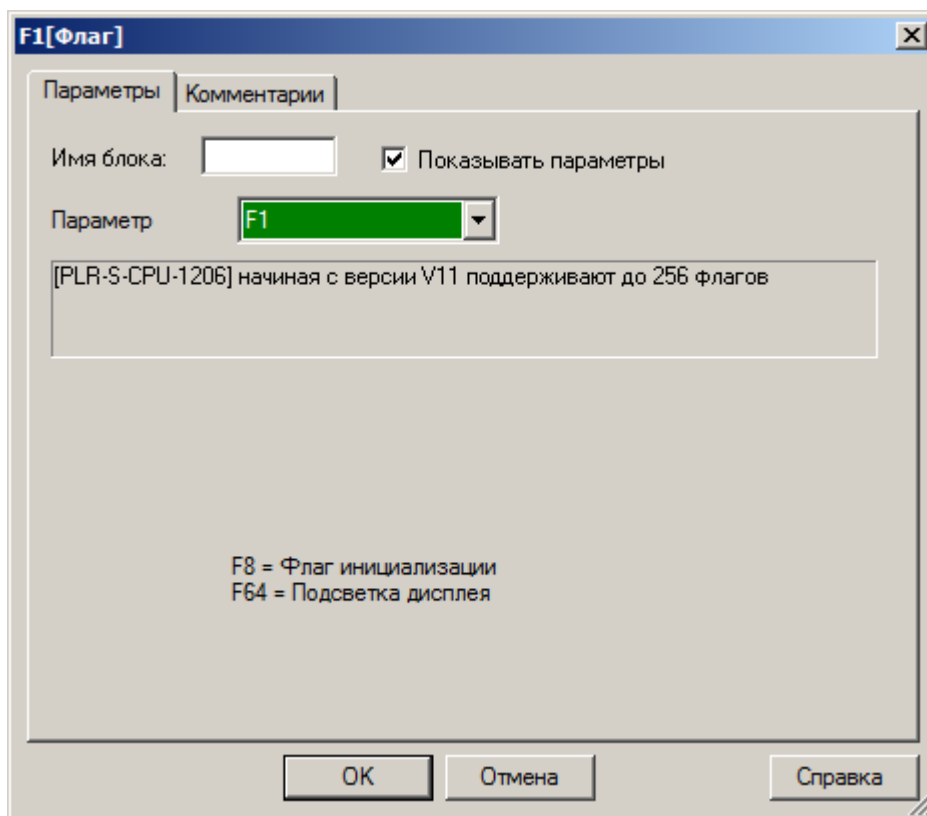 F1[Флаг]
Параметры Комментарии
Имя блока: Показывать параметры
Параметр F1
[PLR-S-CPU-1206] начиная с версии V11 поддерживают до 256 флагов
F8 = Флаг инициализации
F64 = Подсветка дисплея
OK Отмена Справка